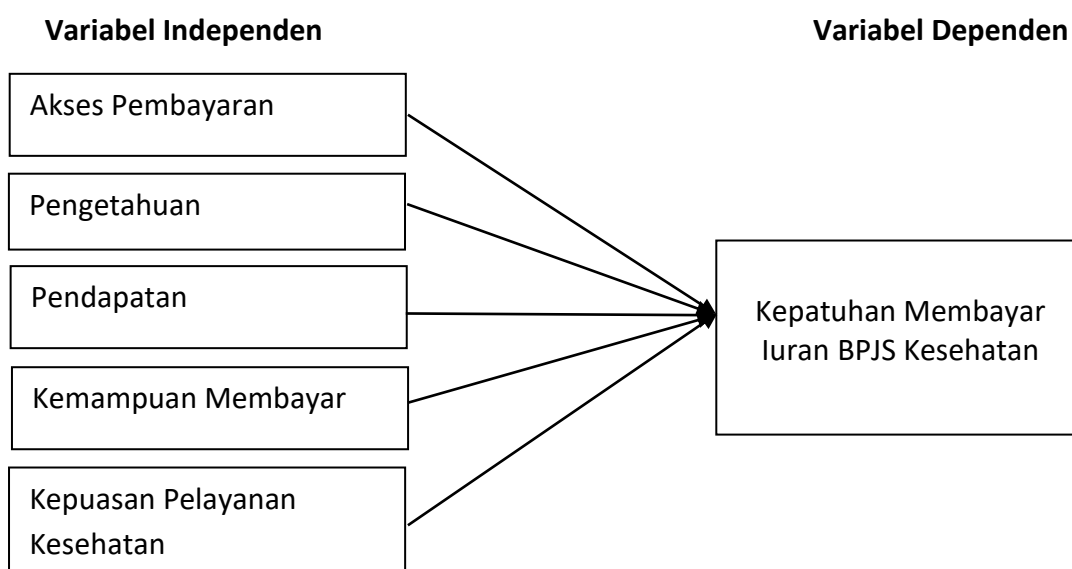 Variabel Independen
Variabel Dependen
Akses Pembayaran
Pengetahuan
Pendapatan
Kemampuan Membayar
Kepuasan Pelayanan
Kesehatan
Kepatuhan Membayar
Iuran BPJS Kesehatan